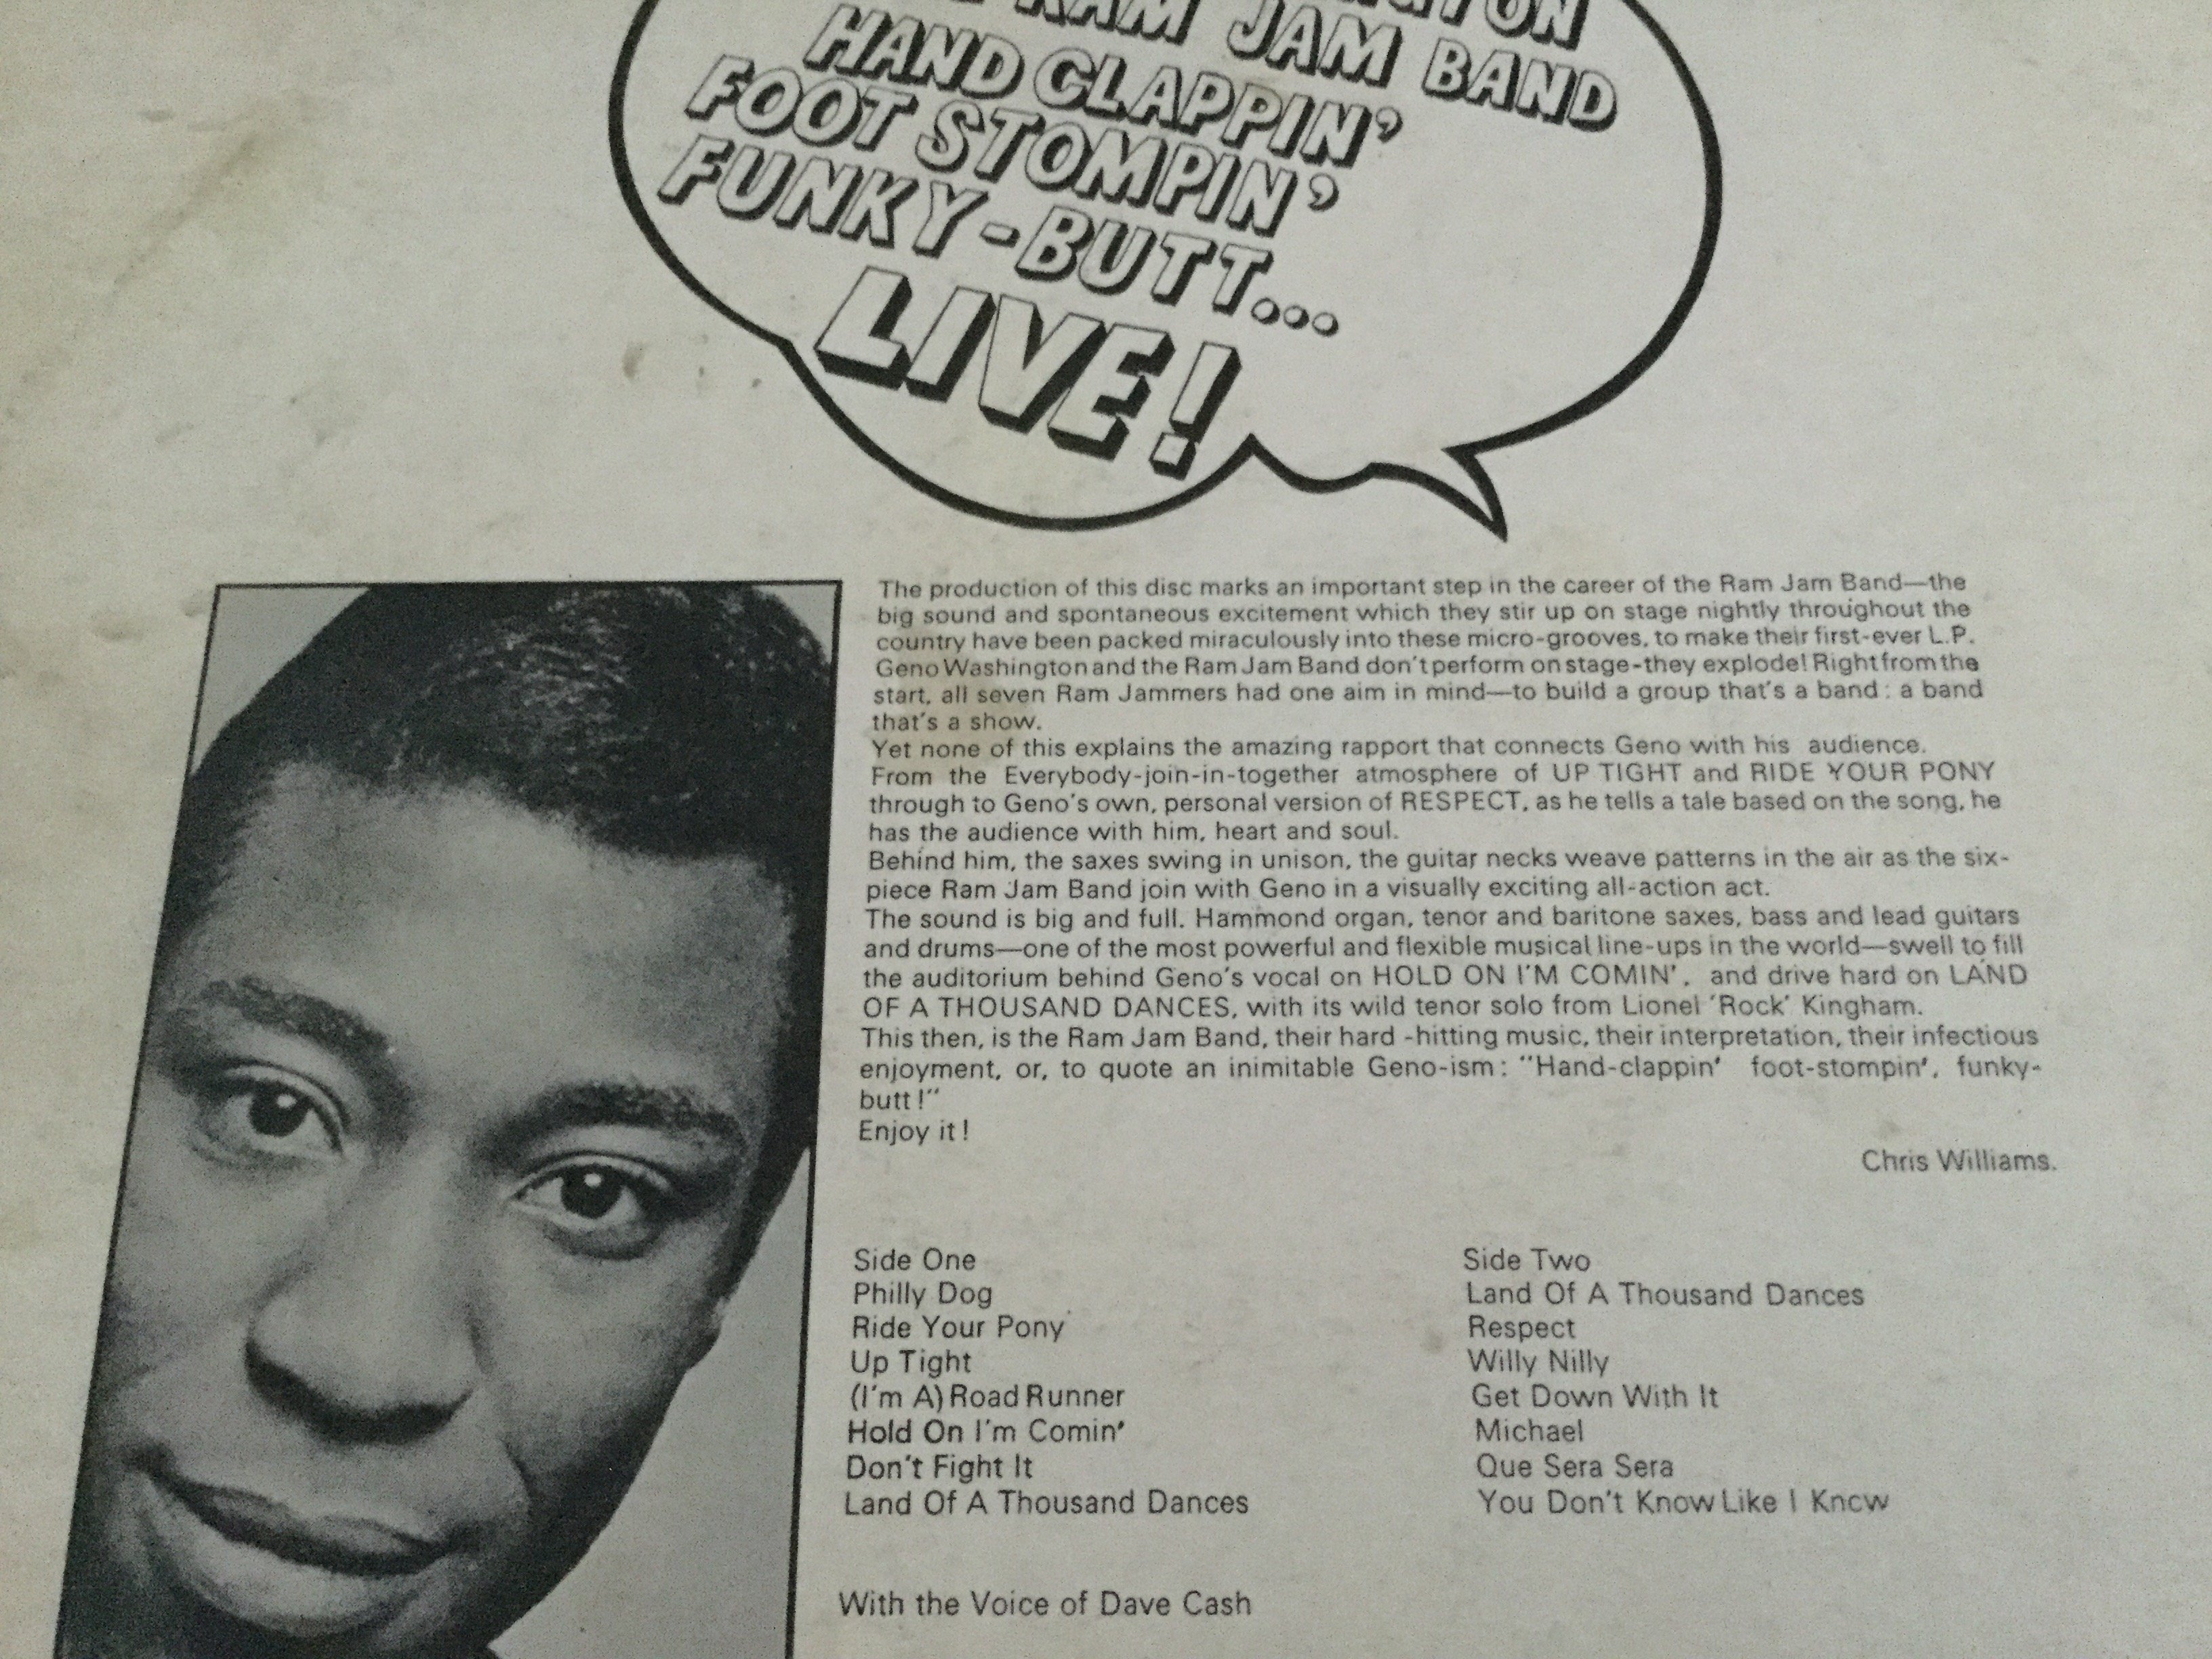 RAM JAM BAND
HAND CLAPPIN'
FOOT STOMPIN'
FUNKY-BUTT...
LIVE!
The production of this disc marks an important step in the career of the Ram Jam Band—the
big sound and spontaneous excitement which they stir up on stage nightly throughout the
country have been packed miraculously into these micro-grooves, to make their first-ever L.P.
Geno Washington and the Ram Jam Band don't perform on stage-they explode! Right from the
start, all seven Ram Jammers had one aim in mind—to build a group that's a band: a band
that's a show.
Yet none of this explains the amazing rapport that connects Geno with his audience.
From the Everybody-join-in-together atmosphere of UP TIGHT and RIDE YOUR PONY
through to Geno's own, personal version of RESPECT, as he tells a tale based on the song, he
has the audience with him, heart and soul.
Behind him, the saxes swing in unison, the guitar necks weave patterns in the air as the six-
piece Ram Jam Band join with Geno in a visually exciting all-action act.
The sound is big and full. Hammond organ, tenor and baritone saxes, bass and lead guitars
and drums—one of the most powerful and flexible musical line-ups in the world—swell to fill
the auditorium behind Geno's vocal on HOLD ON I'M COMIN', and drive hard on LAND
OF A THOUSAND DANCES, with its wild tenor solo from Lionel 'Rock' Kingham.
This then, is the Ram Jam Band, their hard -hitting music, their interpretation, their infectious
enjoyment, or, to quote an inimitable Geno-ism: "Hand-clappin' foot-stompin', funky-
butt!"
Enjoy it!
Chris Williams.
Side One
Philly Dog
Ride Your Pony
Up Tight
(I'm A) Road Runner
Hold On I'm Comin'
Don't Fight It
Land Of A Thousand Dances
Side Two
Land Of A Thousand Dances
Respect
Willy Nilly
Get Down With It
Michael
Que Sera Sera
You Don't Know Like I Know
With the Voice of Dave Cash